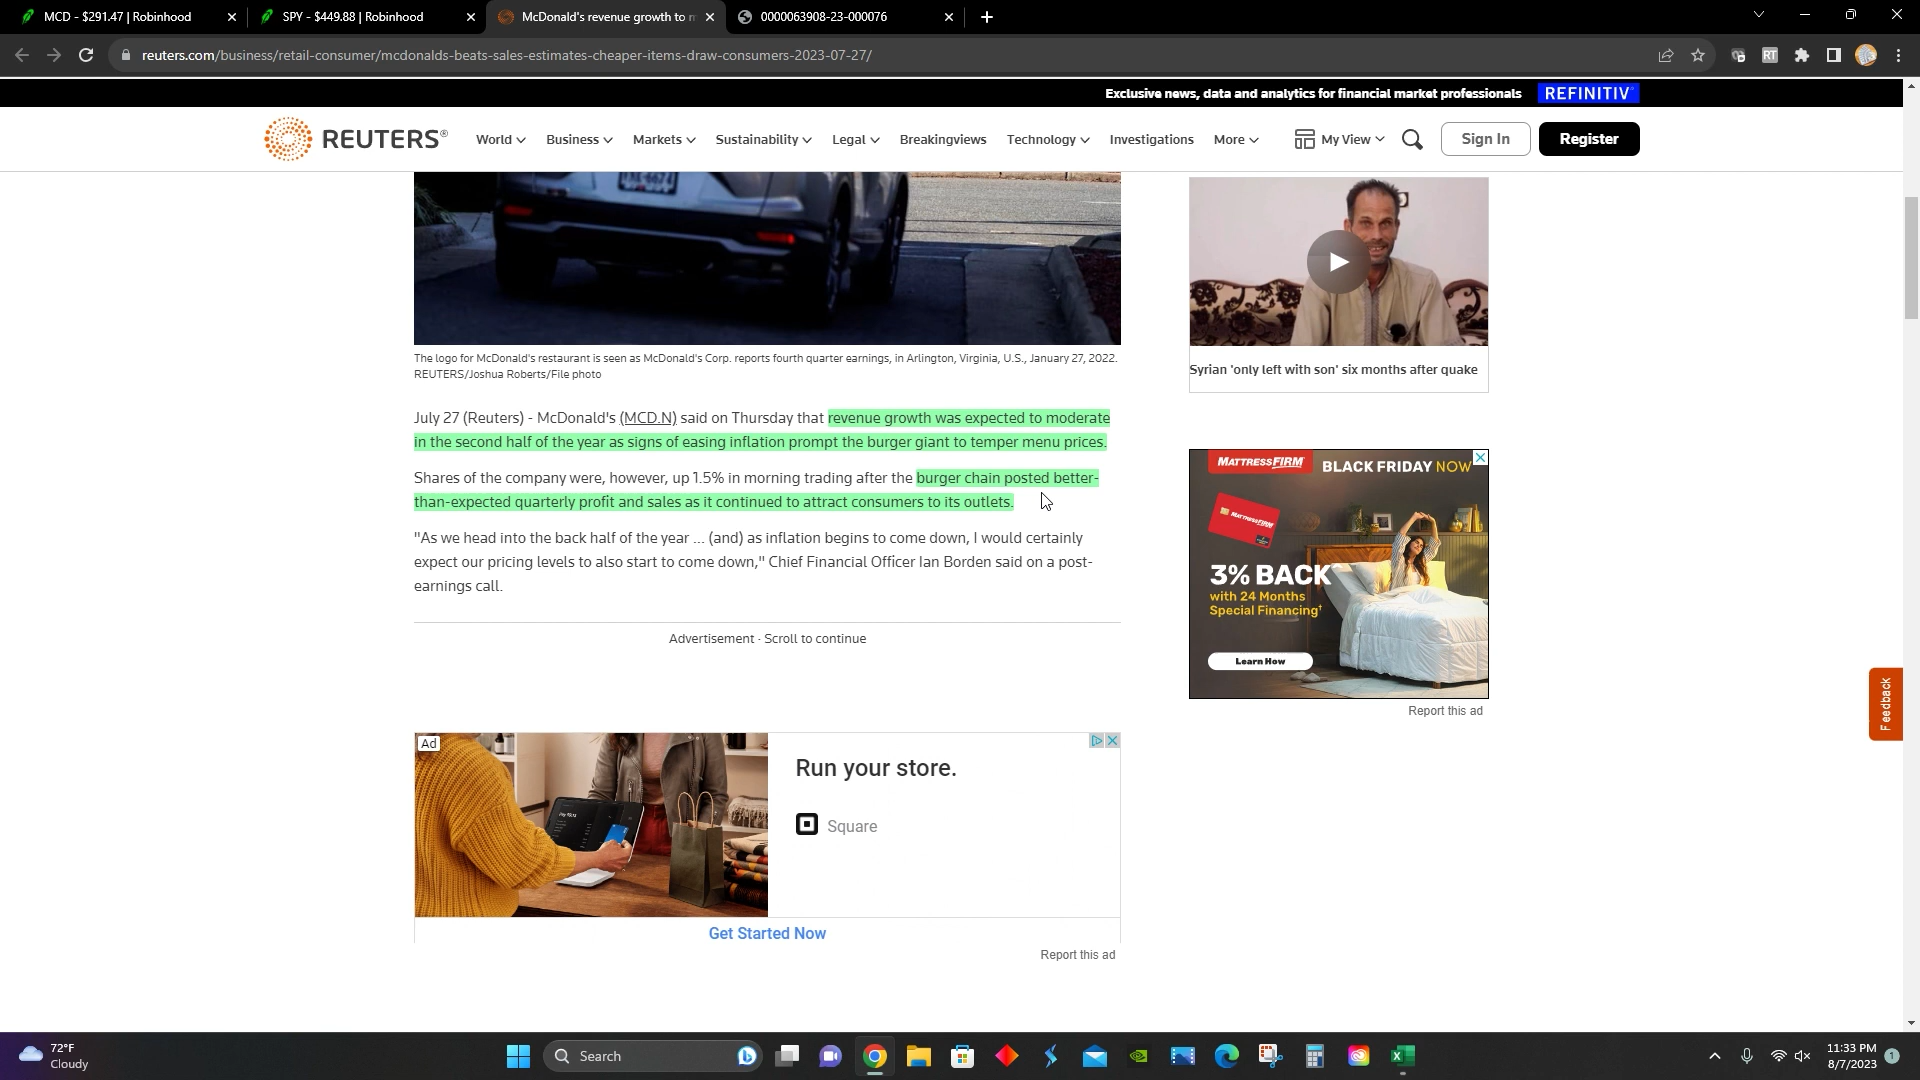 MCD - $291.47 | Robinhood
SPY - $449.88 | Robinhood
McDonald's revenue growth to
0000063908-23-000076
reuters.com/business/retail-consumer/mcdonalds-beats-sales-estimates-cheaper-items-draw-consumers-2023-07-27/
RT
Exclusive news, data and analytics for financial market professionals REFINITIV
REUTERS®
World Business Markets Sustainability Legal Breakingviews Technology Investigations More My View Sign In Register
The logo for McDonald's restaurant is seen as McDonald's Corp. reports fourth quarter earnings, in Arlington, Virginia, U.S., January 27, 2022.
REUTERS/Joshua Roberts/File photo
July 27 (Reuters) - McDonald's (MCD.N) said on Thursday that revenue growth was expected to moderate
in the second half of the year as signs of easing inflation prompt the burger giant to temper menu prices.
Shares of the company were, however, up 1.5% in morning trading after the burger chain posted better-
than-expected quarterly profit and sales as it continued to attract consumers to its outlets.
"As we head into the back half of the year ... (and) as inflation begins to come down, I would certainly
expect our pricing levels to also start to come down," Chief Financial Officer Ian Borden said on a post-
earnings call.
Advertisement · Scroll to continue
Ad
Run your store.
Square
Get Started Now
Report this ad
Syrian 'only left with son' six months after quake
MATTRESSFIRM BLACK FRIDAY NOW
MATTRESSFIRM
3% BACK^
with 24 Months
Special Financing†
Learn How
Report this ad
Feedback
72°F
Cloudy
Search
11:33 PM
8/7/2023
1